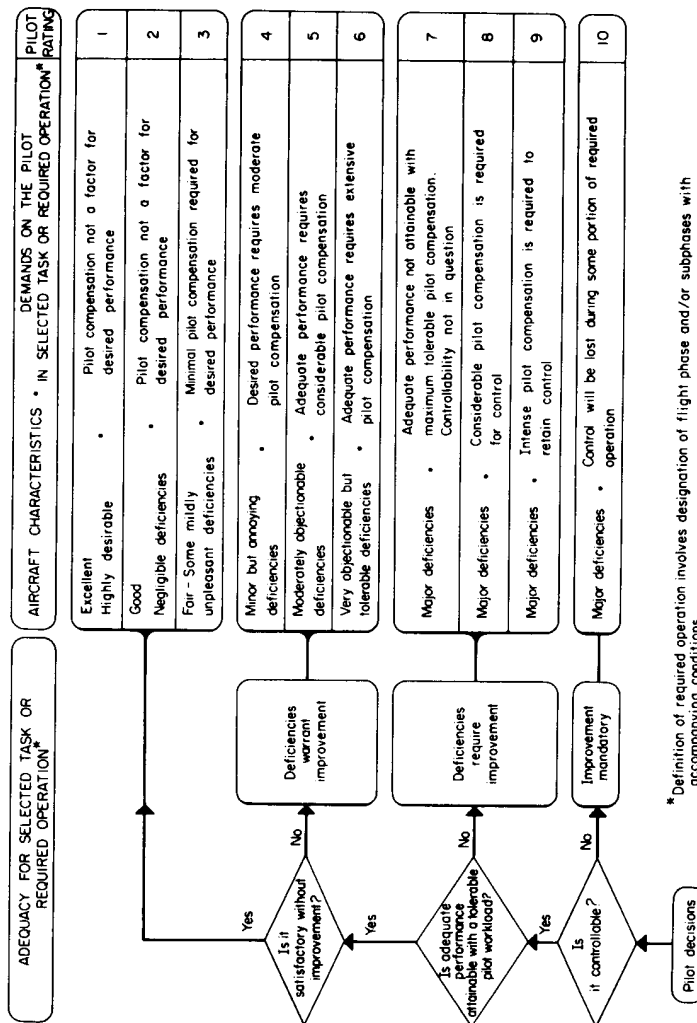 ADEQUACY FOR SELECTED TASK OR
REQUIRED OPERATION*
AIRCRAFT CHARACTERISTICS •
DEMANDS ON THE PILOT
IN SELECTED TASK OR REQUIRED OPERATION*
PILOT
RATING
Excellent
Highly desirable
•
Pilot compensation not a factor for
desired performance
1
Good
Negligible deficiencies
•
Pilot compensation not a factor for
desired performance
2
Fair - Some mildly
unpleasant deficiencies
•
Minimal pilot compensation required for
desired performance
3
Yes
Is it
satisfactory without
improvement?
No
Deficiencies
warrant
improvement
Minor but annoying
deficiencies
•
Desired performance requires moderate
pilot compensation
4
Moderately objectionable
deficiencies
•
Adequate performance requires
considerable pilot compensation
5
Very objectionable but
tolerable deficiencies
•
Adequate performance requires extensive
pilot compensation
6
Yes
Is adequate
performance
attainable with a tolerable
pilot workload?
No
Deficiencies
require
improvement
Major deficiencies
•
Adequate performance not attainable with
maximum tolerable pilot compensation.
Controllability not in question
7
Major deficiencies
•
Considerable pilot compensation is required
for control
8
Major deficiencies
•
Intense pilot compensation is required to
retain control
9
Yes
Is
it controllable?
No
Improvement
mandatory
Major deficiencies
•
Control will be lost during some portion of required
operation
10
Pilot decisions
*Definition of required operation involves designation of flight phase and/or subphases with
accompanying conditions